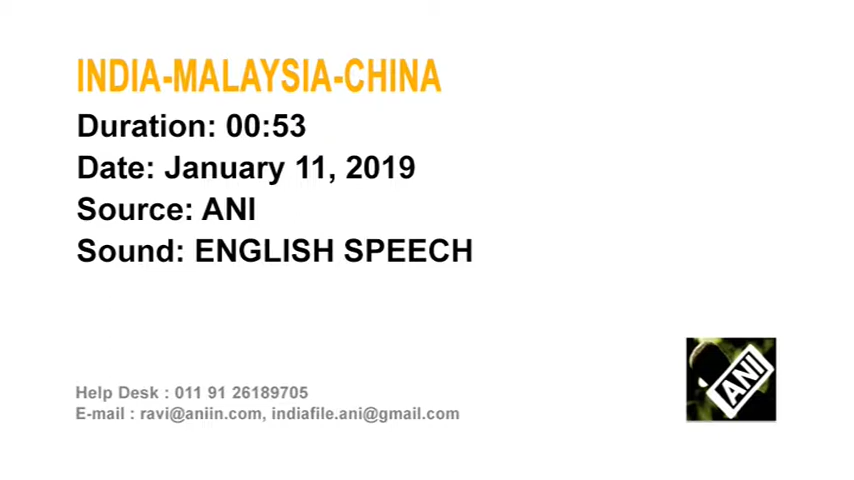 INDIA-MALAYSIA-CHINA
Duration: 00:53
Date: January 11, 2019
Source: ANI
Sound: ENGLISH SPEECH
Help Desk : 011 91 26189705
E-mail : ravi@aniin.com, indiafile.ani@gmail.com
ANI